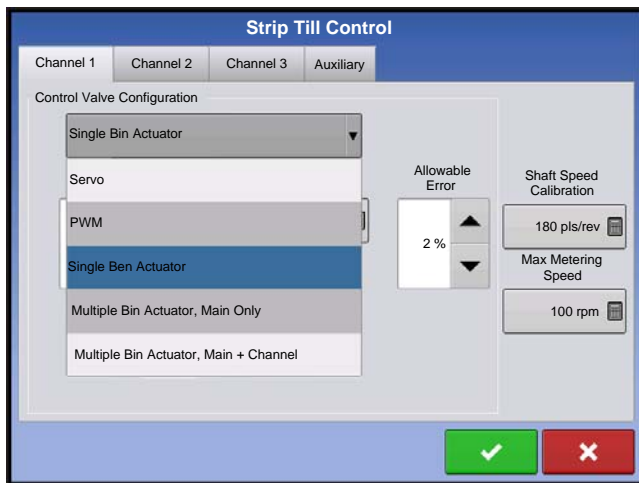 Strip Till Control
Channel 1 Channel 2 Channel 3 Auxiliary
Control Valve Configuration
Single Bin Actuator
Servo
PWM
Single Ben Actuator
Multiple Bin Actuator, Main Only
Multiple Bin Actuator, Main + Channel
Allowable
Error
2 %
Shaft Speed
Calibration
180 pls/rev
Max Metering
Speed
100 rpm